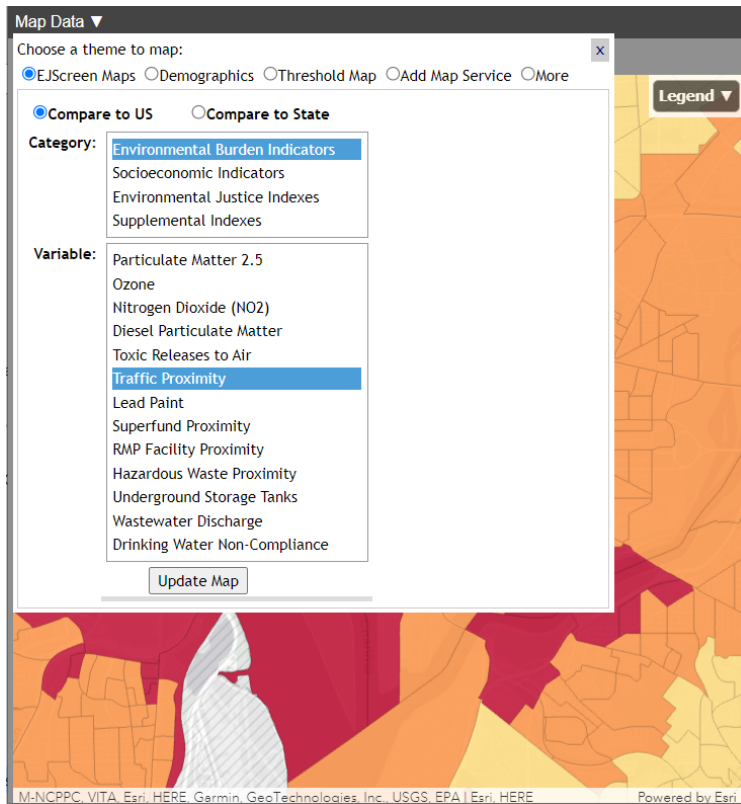 Map Data ▼
Choose a theme to map:
x
EJScreen Maps Demographics Threshold Map Add Map Service More
Legend ▼
Compare to US Compare to State
Category:
Environmental Burden Indicators
Socioeconomic Indicators
Environmental Justice Indexes
Supplemental Indexes
Variable:
Particulate Matter 2.5
Ozone
Nitrogen Dioxide (NO2)
Diesel Particulate Matter
Toxic Releases to Air
Traffic Proximity
Lead Paint
Superfund Proximity
RMP Facility Proximity
Hazardous Waste Proximity
Underground Storage Tanks
Wastewater Discharge
Drinking Water Non-Compliance
Update Map
M-NCPPC, VITA, Esri, HERE, Garmin, GeoTechnologies, Inc., USGS, EPA | Esri, HERE Powered by Esri